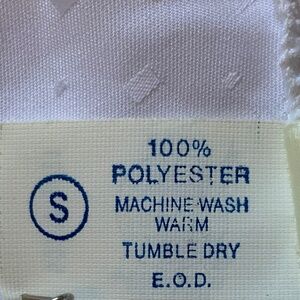 100%
POLYESTER
S
MACHINE WASH
WARM
TUMBLE DRY
E.O.D.